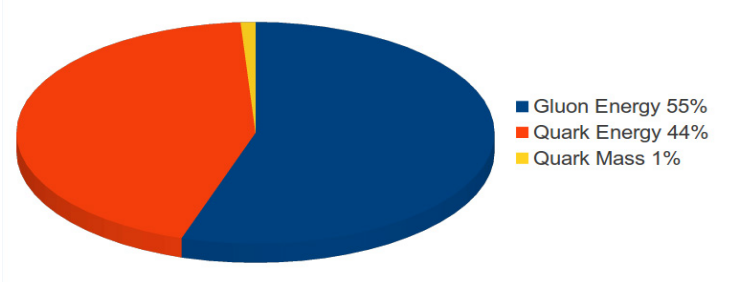 Gluon Energy 55%
Quark Energy 44%
Quark Mass 1%